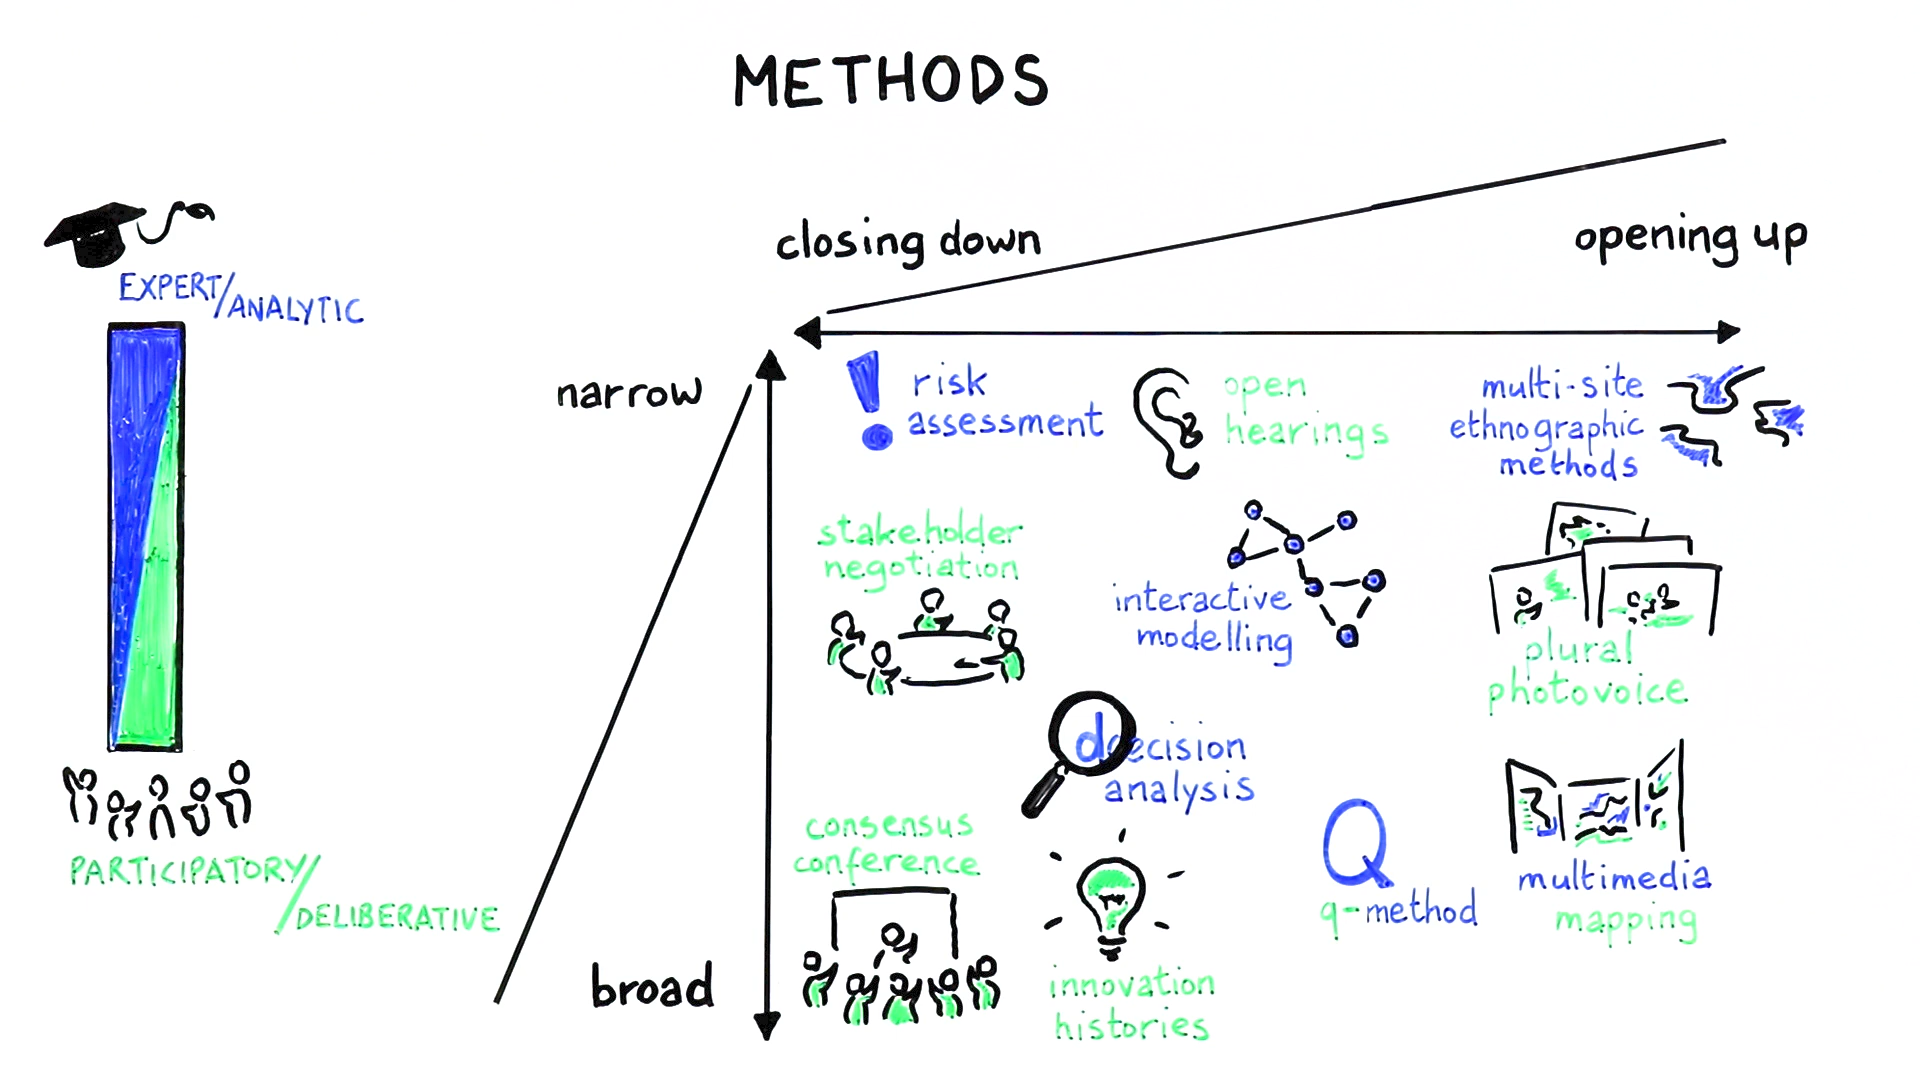 METHODS
EXPERT/ANALYTIC
PARTICIPATORY/
DELIBERATIVE
closing down
opening up
narrow
broad
risk
assessment
open
hearings
multi-site
ethnographic
methods
stakeholder
negotiation
interactive
modelling
plural
photovoice
decision
analysis
consensus
conference
innovation
histories
Q
q-method
multimedia
mapping